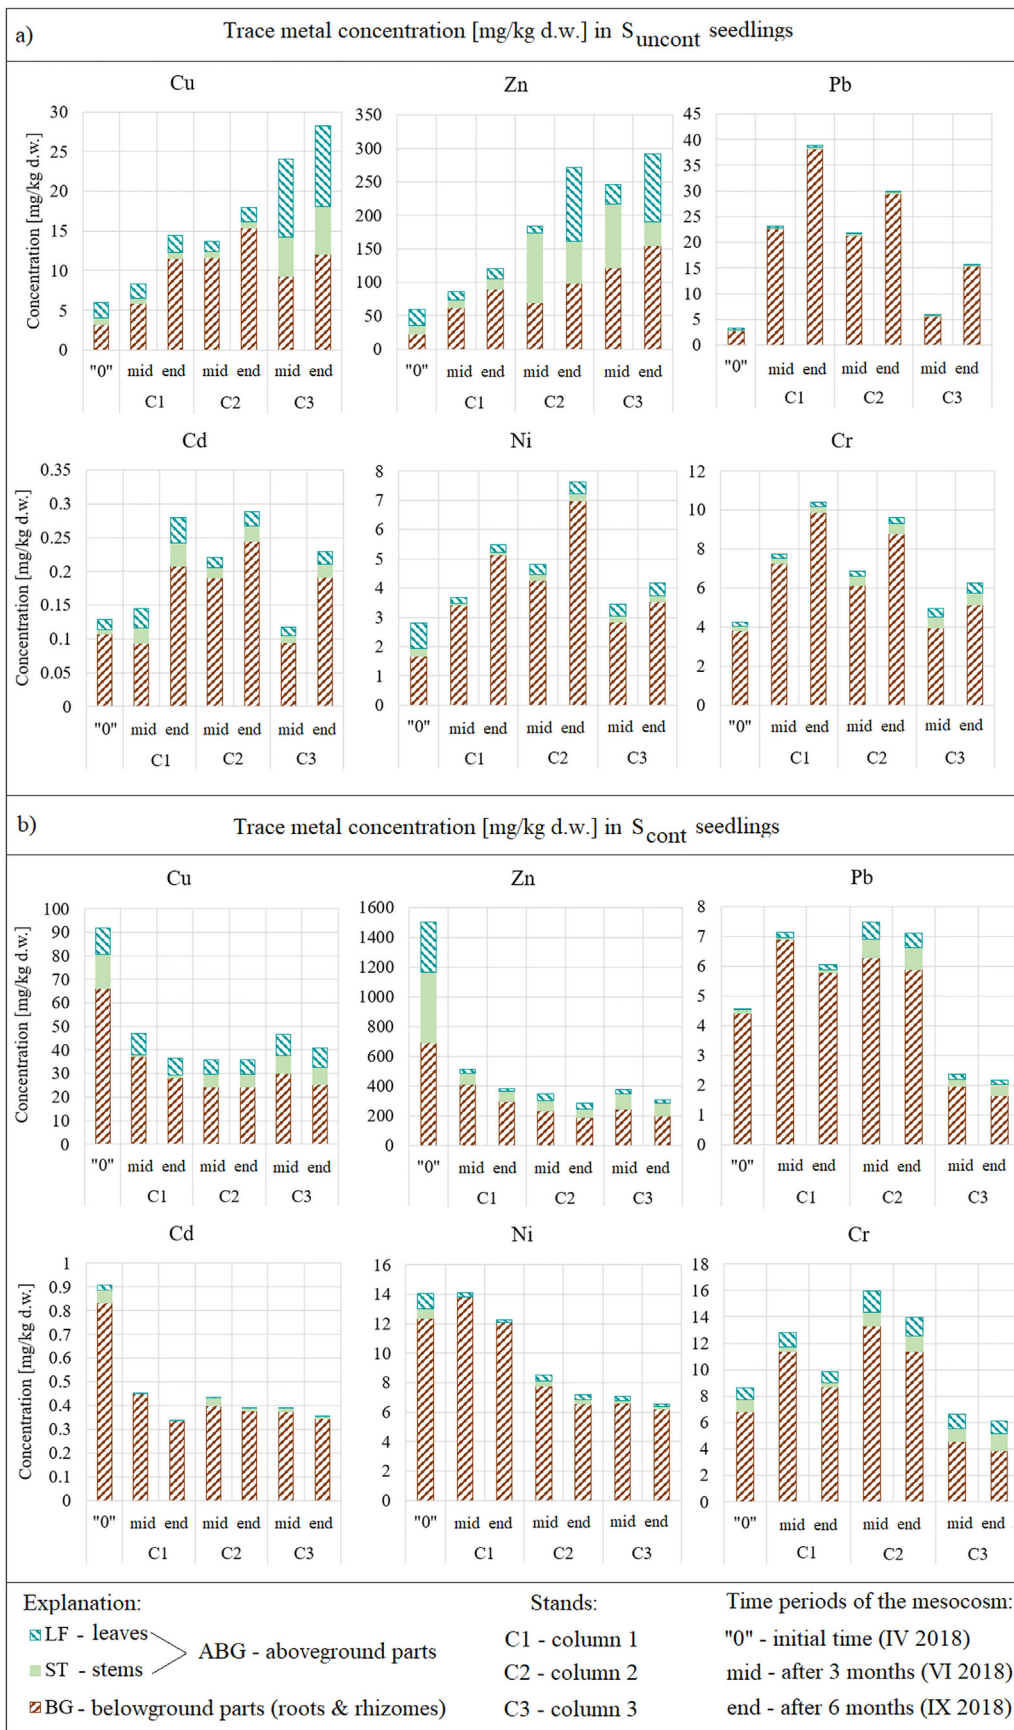 a) Trace metal concentration [mg/kg d.w.] in Suncont seedlings
Cu Zn Pb
Concentration [mg/kg d.w.]
30
25
20
15
10
5
0
"0" mid end mid end mid end
C1 C2 C3
350
300
250
200
150
100
50
0
"0" mid end mid end mid end
C1 C2 C3
45
40
35
30
25
20
15
10
5
0
"0" mid end mid end mid end
C1 C2 C3
Cd Ni Cr
Concentration [mg/kg d.w.]
0.35
0.3
0.25
0.2
0.15
0.1
0.05
0
"0" mid end mid end mid end
C1 C2 C3
8
7
6
5
4
3
2
1
0
"0" mid end mid end mid end
C1 C2 C3
12
10
8
6
4
2
0
"0" mid end mid end mid end
C1 C2 C3
b) Trace metal concentration [mg/kg d.w.] in Scont seedlings
Cu Zn Pb
Concentration [mg/kg d.w.]
100
90
80
70
60
50
40
30
20
10
0
"0" mid end mid end mid end
C1 C2 C3
1600
1400
1200
1000
800
600
400
200
0
"0" mid end mid end mid end
C1 C2 C3
8
7
6
5
4
3
2
1
0
"0" mid end mid end mid end
C1 C2 C3
Cd Ni Cr
Concentration [mg/kg d.w.]
1
0.9
0.8
0.7
0.6
0.5
0.4
0.3
0.2
0.1
0
"0" mid end mid end mid end
C1 C2 C3
16
14
12
10
8
6
4
2
0
"0" mid end mid end mid end
C1 C2 C3
18
16
14
12
10
8
6
4
2
0
"0" mid end mid end mid end
C1 C2 C3
Explanation:
LF - leaves
ST - stems
ABG - aboveground parts
BG - belowground parts (roots & rhizomes)
Stands:
C1 - column 1
C2 - column 2
C3 - column 3
Time periods of the mesocosm:
"0" - initial time (IV 2018)
mid - after 3 months (VI 2018)
end - after 6 months (IX 2018)